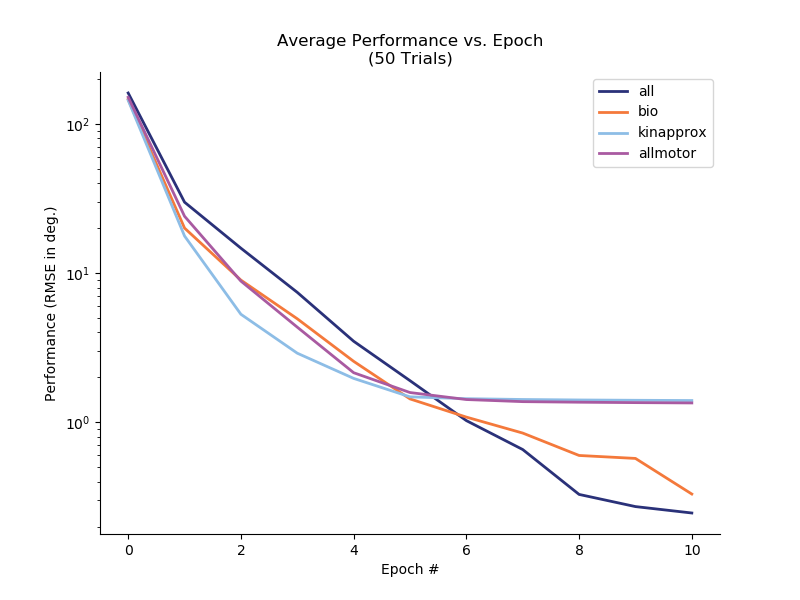 Average Performance vs. Epoch
(50 Trials)
all
bio
kinapprox
allmotor
Performance (RMSE in deg.)
10²
10¹
10⁰
0 2 4 6 8 10
Epoch #